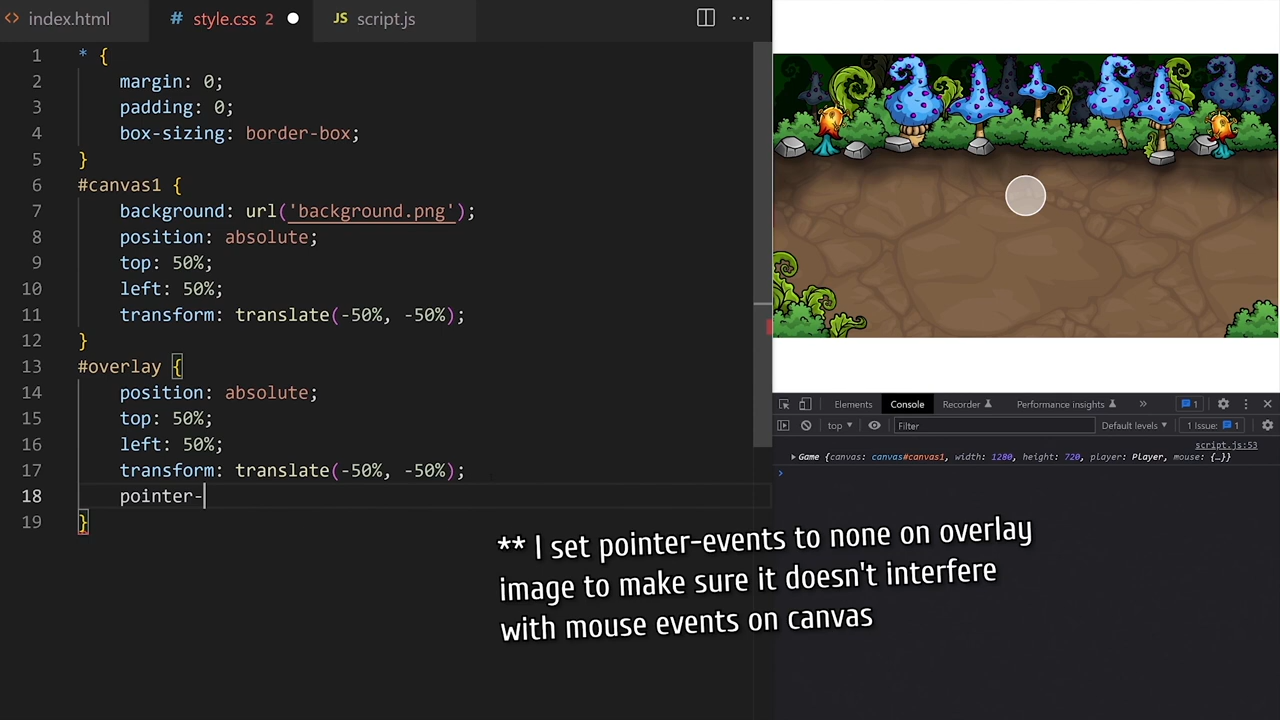 index.html
# style.css 2
JS script.js
1 * {
2 margin: 0;
3 padding: 0;
4 box-sizing: border-box;
5 }
6 #canvas1 {
7 background: url('background.png');
8 position: absolute;
9 top: 50%;
10 left: 50%;
11 transform: translate(-50%, -50%);
12 }
13 #overlay {
14 position: absolute;
15 top: 50%;
16 left: 50%;
17 transform: translate(-50%, -50%);
18 pointer-
19 }
** I set pointer-events to none on overlay
image to make sure it doesn't interfere
with mouse events on canvas
Elements Console Recorder Performance insights » 1
top Filter Default levels 1 Issue: 1
script.js:53
Game {canvas: canvas#canvas1, width: 1280, height: 720, player: Player, mouse: {…}}